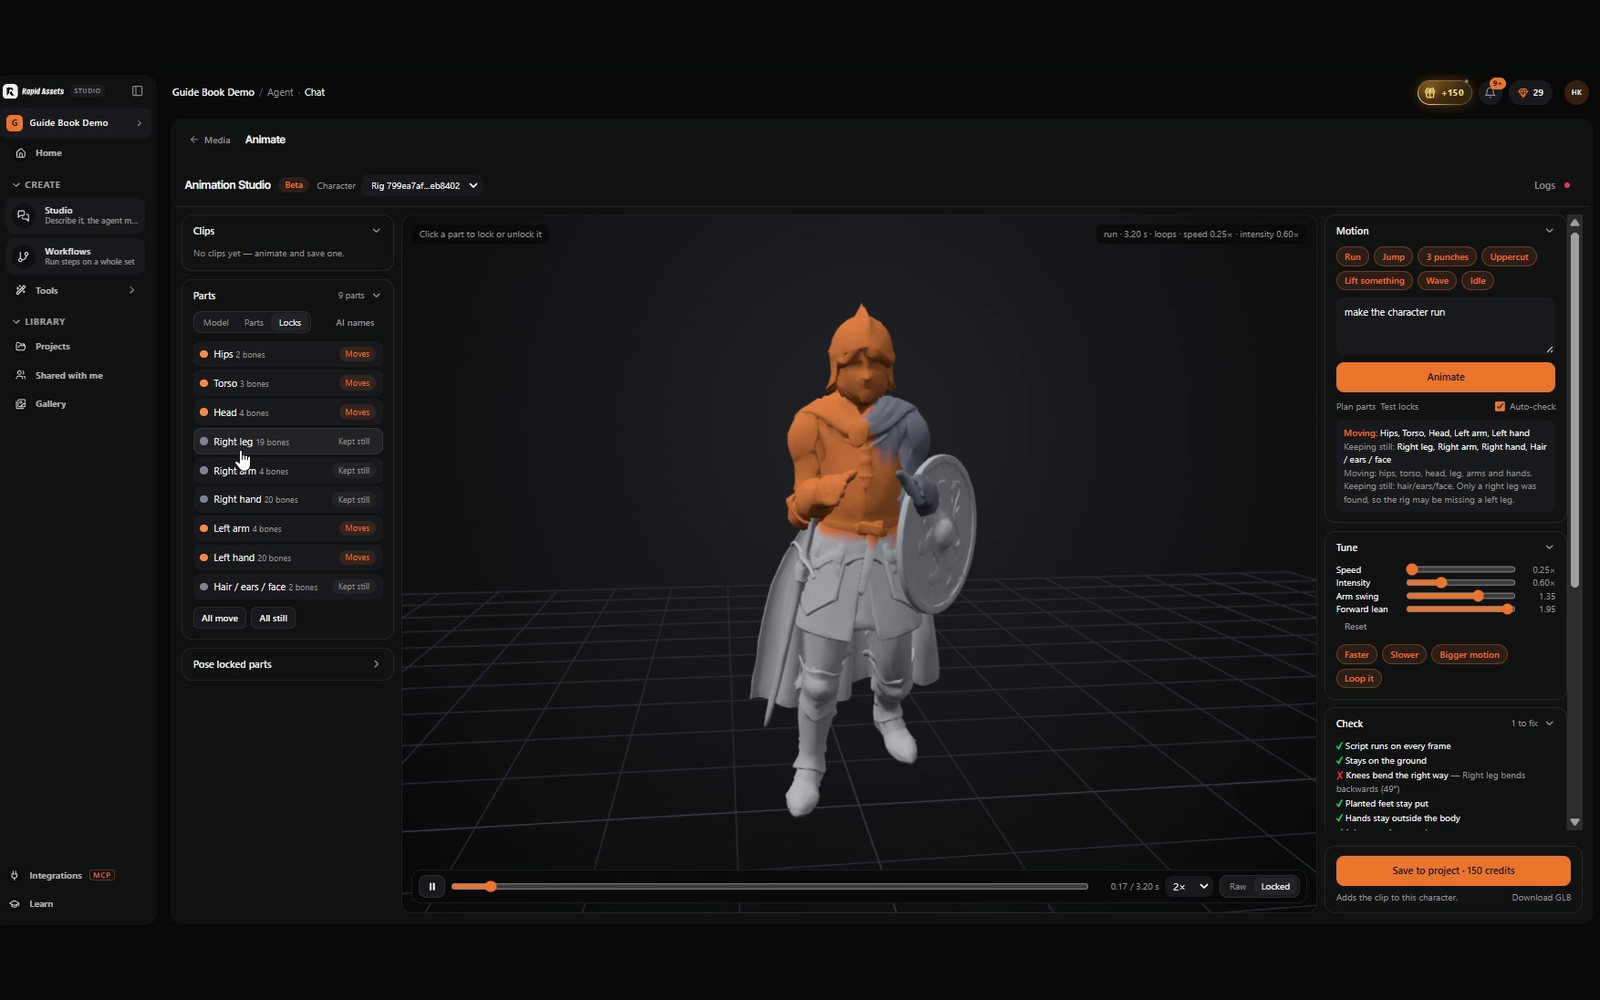 Rapid Assets STUDIO
G Guide Book Demo
Home
CREATE
Studio
Describe it, the agent m...
Workflows
Run steps on a whole set
Tools
LIBRARY
Projects
Shared with me
Gallery
Integrations MCP
Learn
Guide Book Demo / Agent · Chat
+150
9+
29
HK
← Media Animate
Animation Studio Beta Character Rig 799ea7af...eb8402
Logs
Clips
No clips yet — animate and save one.
Parts 9 parts
Model Parts Locks AI names
Hips 2 bones Moves
Torso 3 bones Moves
Head 4 bones Moves
Right leg 19 bones Kept still
Right arm 4 bones Kept still
Right hand 20 bones Kept still
Left arm 4 bones Moves
Left hand 20 bones Moves
Hair / ears / face 2 bones Kept still
All move All still
Pose locked parts
Click a part to lock or unlock it
run · 3.20 s · loops · speed 0.25× · intensity 0.60×
0.17 / 3.20 s 2× Raw Locked
Motion
Run Jump 3 punches Uppercut
Lift something Wave Idle
make the character run
Animate
Plan parts Test locks Auto-check
Moving: Hips, Torso, Head, Left arm, Left hand
Keeping still: Right leg, Right arm, Right hand, Hair
/ ears / face
Moving: hips, torso, head, leg, arms and hands.
Keeping still: hair/ears/face. Only a right leg was
found, so the rig may be missing a left leg.
Tune
Speed 0.25×
Intensity 0.60×
Arm swing 1.35
Forward lean 1.95
Reset
Faster Slower Bigger motion
Loop it
Check 1 to fix
✓ Script runs on every frame
✓ Stays on the ground
✗ Knees bend the right way — Right leg bends
backwards (49°)
✓ Planted feet stay put
✓ Hands stay outside the body
Save to project · 150 credits
Adds the clip to this character. Download GLB